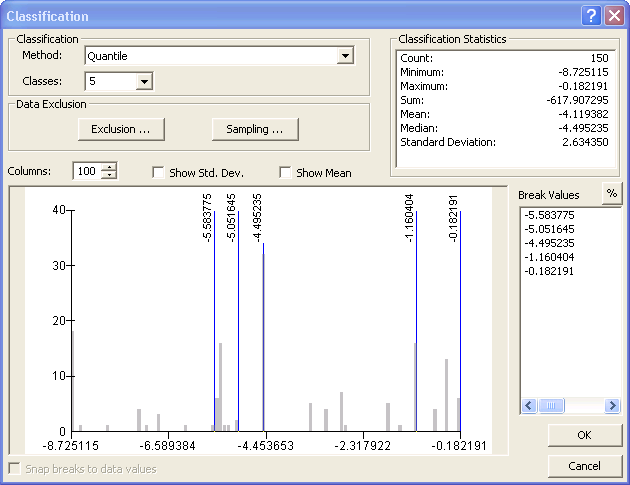 Classification
Classification
Method: Quantile
Classes: 5
Data Exclusion
Exclusion ...
Sampling ...
Classification Statistics
Count: 150
Minimum: -8.725115
Maximum: -0.182191
Sum: -617.907295
Mean: -4.119382
Median: -4.495235
Standard Deviation: 2.634350
Columns: 100 Show Std. Dev. Show Mean
Break Values %
-5.583775
-5.051645
-4.495235
-1.160404
-0.182191
-5.583775 -5.051645 -4.495235 -1.160404 -0.182191
40
30
20
10
0
-8.725115 -6.589384 -4.453653 -2.317922 -0.182191
Snap breaks to data values
OK
Cancel